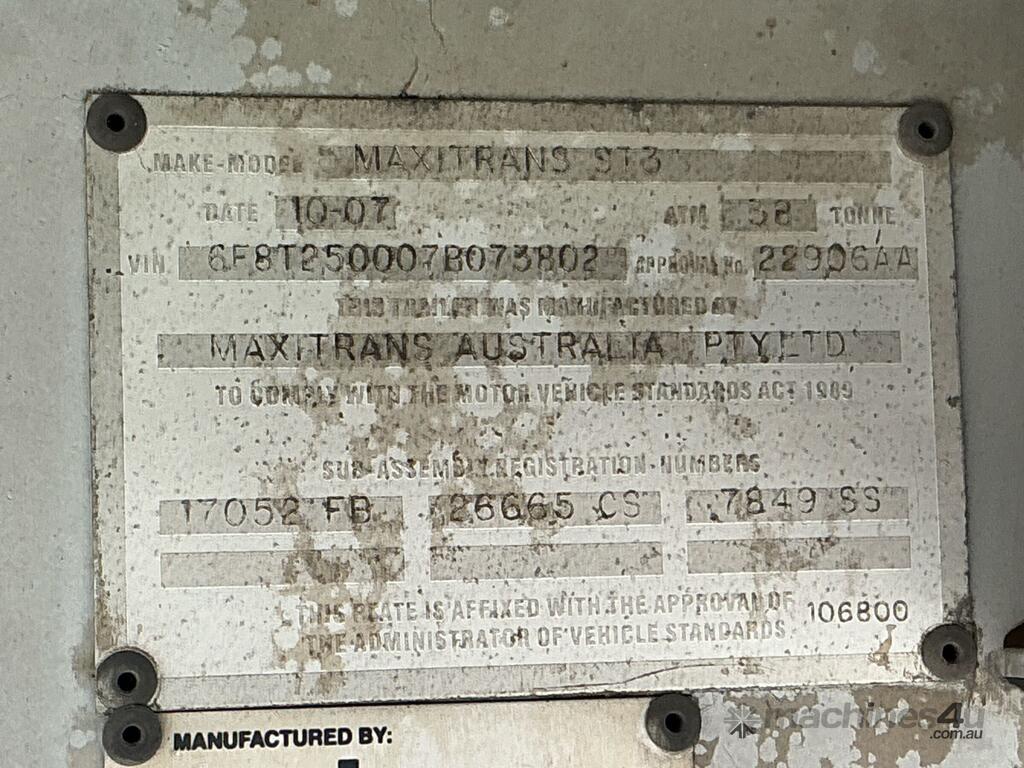 MAKE-MODEL MAXITRANS ST3
DATE 10-07 ATM 38 TONNE
VIN. 6F8T250007B073802 APPROVAL No. 22906AA
THIS TRAILER WAS MANUFACTURED BY
MAXITRANS AUSTRALIA PTY LTD
TO COMPLY WITH THE MOTOR VEHICLE STANDARDS ACT 1989
SUB-ASSEMBLY REGISTRATION NUMBERS
17052 FB 26665 CS 7849 SS
THIS PLATE IS AFFIXED WITH THE APPROVAL OF
THE ADMINISTRATOR OF VEHICLE STANDARDS. 106800
MANUFACTURED BY:
machines4u
.com.au